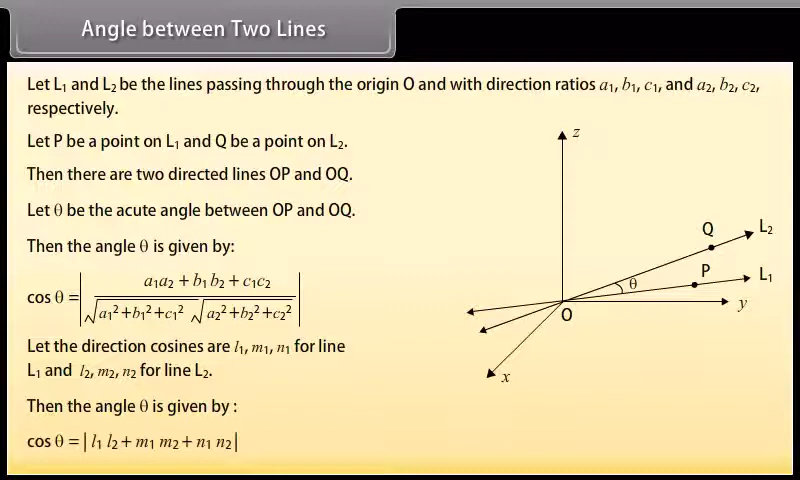 Angle between Two Lines
Let L₁ and L₂ be the lines passing through the origin O and with direction ratios a₁, b₁, c₁, and a₂, b₂, c₂,
respectively.
Let P be a point on L₁ and Q be a point on L₂.
Then there are two directed lines OP and OQ.
Let θ be the acute angle between OP and OQ.
Then the angle θ is given by:
cos θ = | (a₁a₂ + b₁b₂ + c₁c₂) / (√(a₁²+b₁²+c₁²) √(a₂²+b₂²+c₂²)) |
Let the direction cosines are l₁, m₁, n₁ for line
L₁ and l₂, m₂, n₂ for line L₂.
Then the angle θ is given by :
cos θ = | l₁ l₂ + m₁ m₂ + n₁ n₂ |
z
Q
L₂
P
L₁
θ
O
y
x